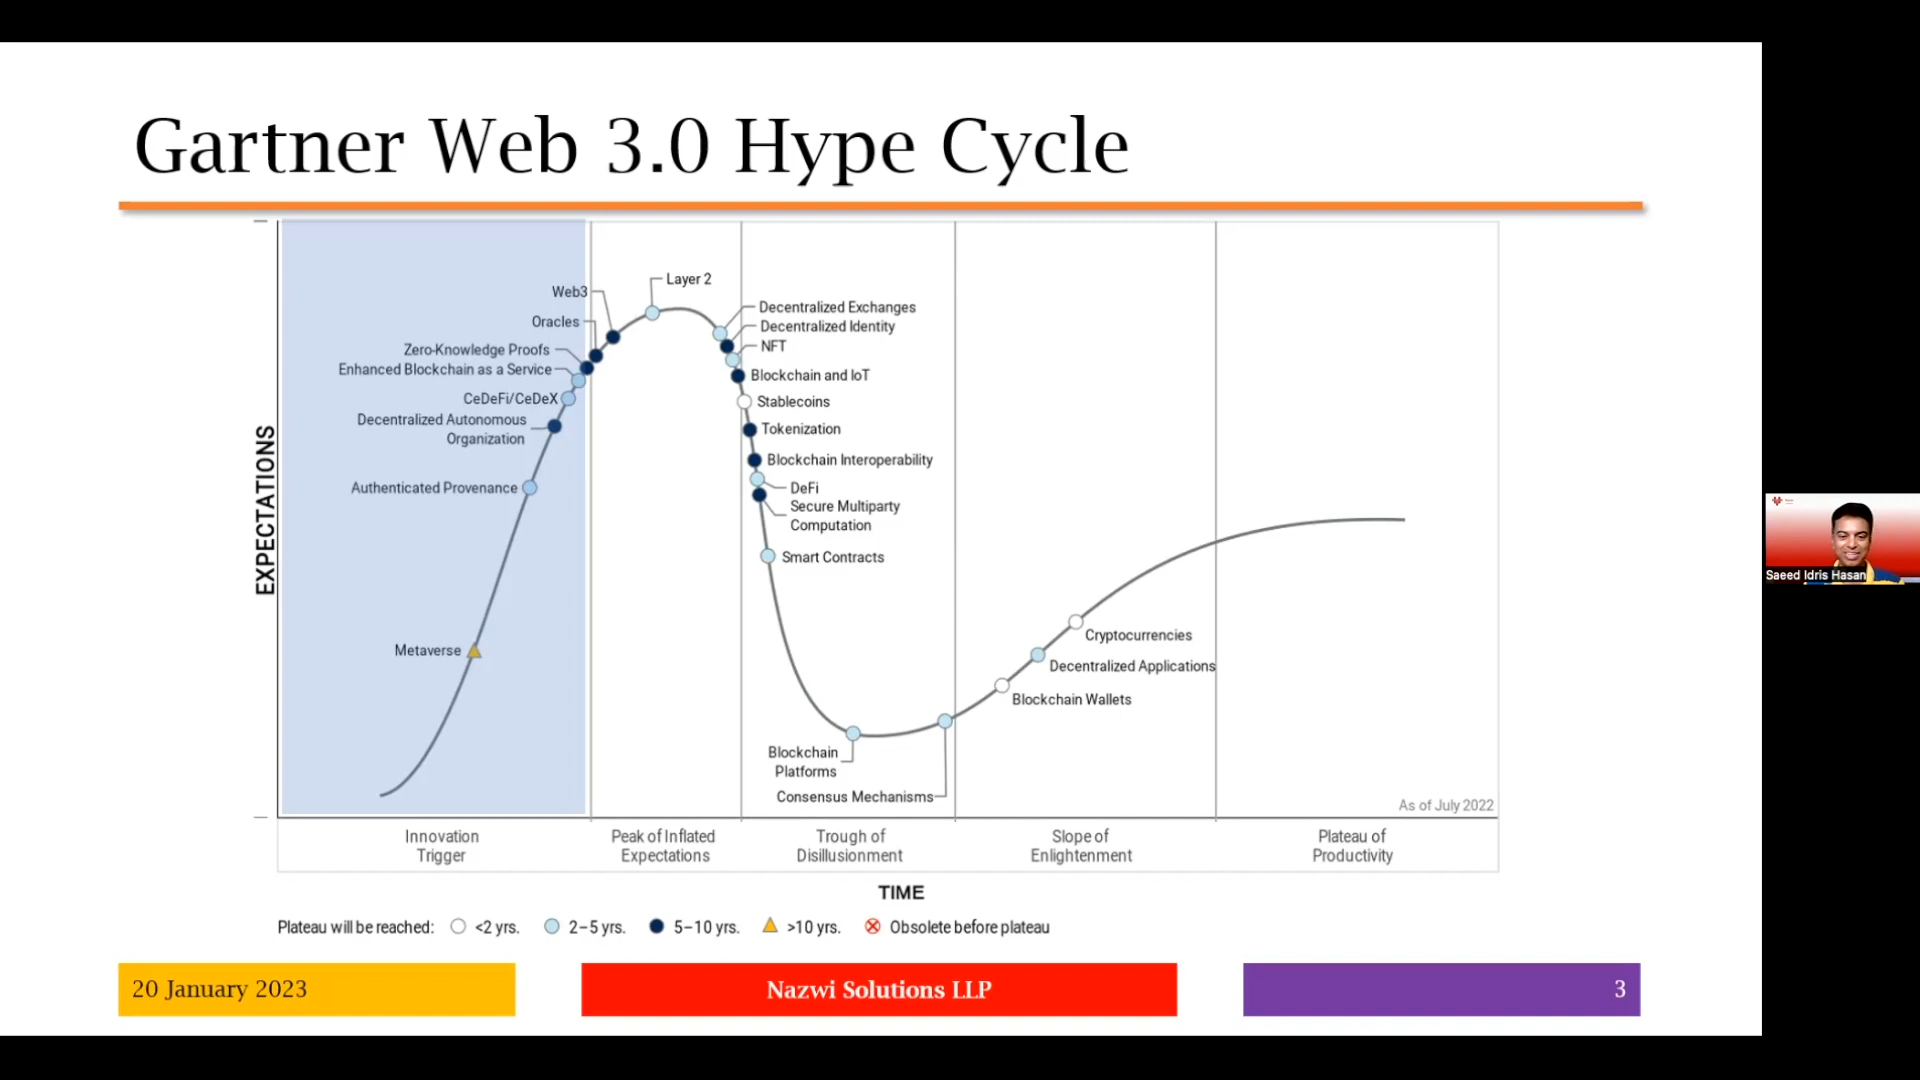 Gartner Web 3.0 Hype Cycle
EXPECTATIONS
Layer 2
Web3
Oracles
Zero-Knowledge Proofs
Enhanced Blockchain as a Service
CeDeFi/CeDeX
Decentralized Autonomous
Organization
Authenticated Provenance
Metaverse
Decentralized Exchanges
Decentralized Identity
NFT
Blockchain and IoT
Stablecoins
Tokenization
Blockchain Interoperability
DeFi
Secure Multiparty
Computation
Smart Contracts
Blockchain
Platforms
Consensus Mechanisms
Cryptocurrencies
Decentralized Applications
Blockchain Wallets
As of July 2022
Innovation
Trigger
Peak of Inflated
Expectations
Trough of
Disillusionment
Slope of
Enlightenment
Plateau of
Productivity
TIME
Plateau will be reached: <2 yrs. 2–5 yrs. 5–10 yrs. >10 yrs. Obsolete before plateau
20 January 2023
Nazwi Solutions LLP
3
Saeed Idris Hasan